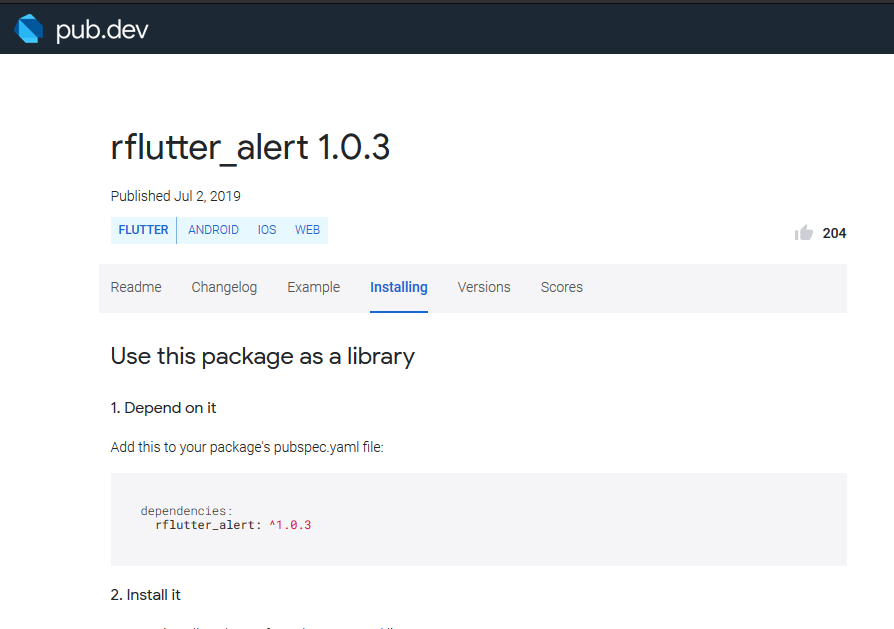 pub.dev
rflutter_alert 1.0.3
Published Jul 2, 2019
FLUTTER ANDROID IOS WEB
204
Readme Changelog Example Installing Versions Scores
Use this package as a library
1. Depend on it
Add this to your package's pubspec.yaml file:
dependencies:
rflutter_alert: ^1.0.3
2. Install it